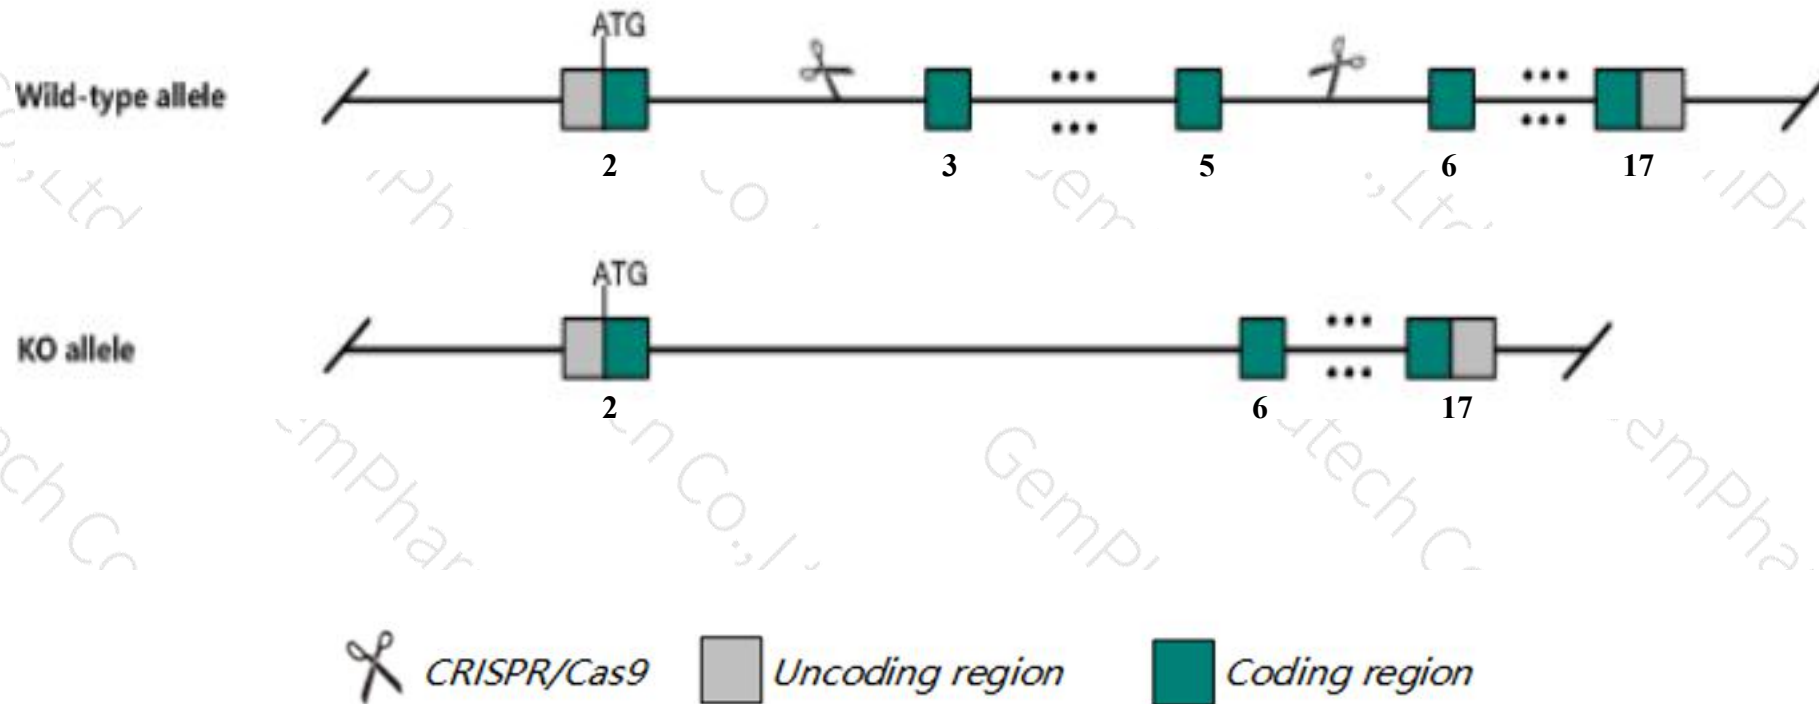 ATG
Wild-type allele
2 3 5 6 17
ATG
KO allele
2 6 17
GemPh
CRISPR/Cas9 Uncoding region Coding region